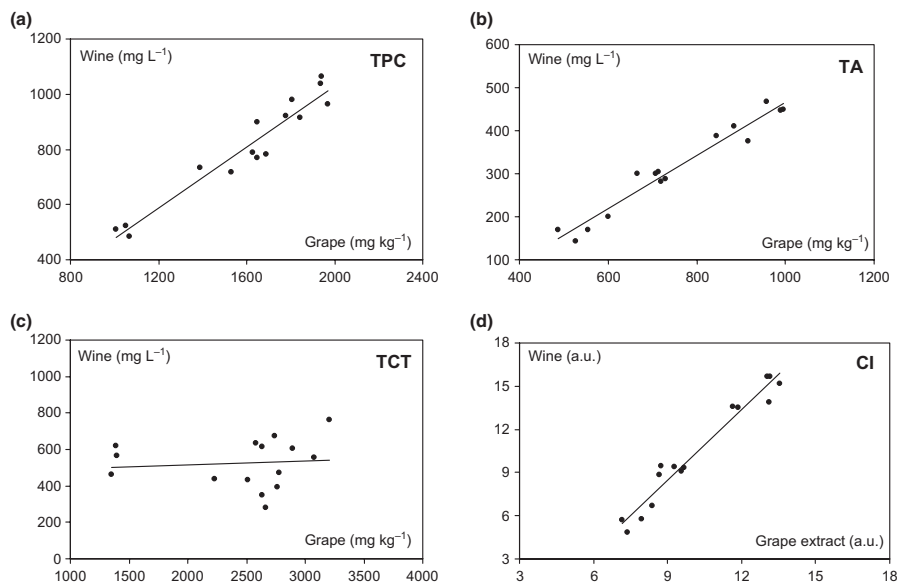 (a)
Wine (mg L⁻¹)
TPC
1200
1000
800
600
400
Grape (mg kg⁻¹)
800 1200 1600 2000 2400
(b)
Wine (mg L⁻¹)
TA
600
500
400
300
200
100
Grape (mg kg⁻¹)
400 600 800 1000 1200
(c)
Wine (mg L⁻¹)
TCT
1200
1000
800
600
400
200
0
Grape (mg kg⁻¹)
1000 1500 2000 2500 3000 3500 4000
(d)
Wine (a.u.)
CI
18
15
12
9
6
3
Grape extract (a.u.)
3 6 9 12 15 18